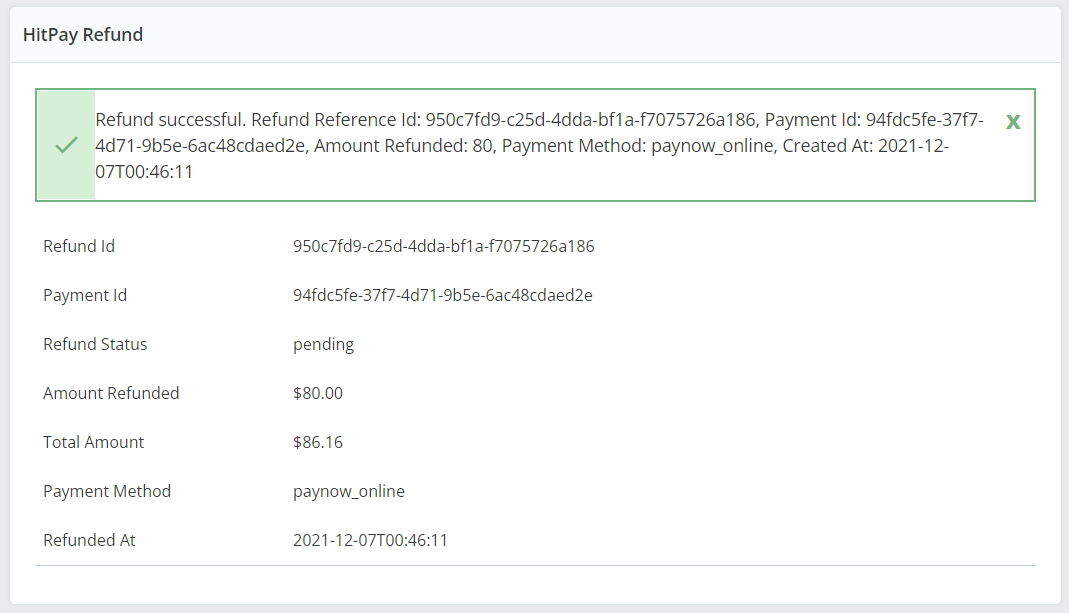 HitPay Refund
Refund successful. Refund Reference Id: 950c7fd9-c25d-4dda-bf1a-f7075726a186, Payment Id: 94fdc5fe-37f7-
4d71-9b5e-6ac48cdaed2e, Amount Refunded: 80, Payment Method: paynow_online, Created At: 2021-12-
07T00:46:11
X
Refund Id 950c7fd9-c25d-4dda-bf1a-f7075726a186
Payment Id 94fdc5fe-37f7-4d71-9b5e-6ac48cdaed2e
Refund Status pending
Amount Refunded $80.00
Total Amount $86.16
Payment Method paynow_online
Refunded At 2021-12-07T00:46:11